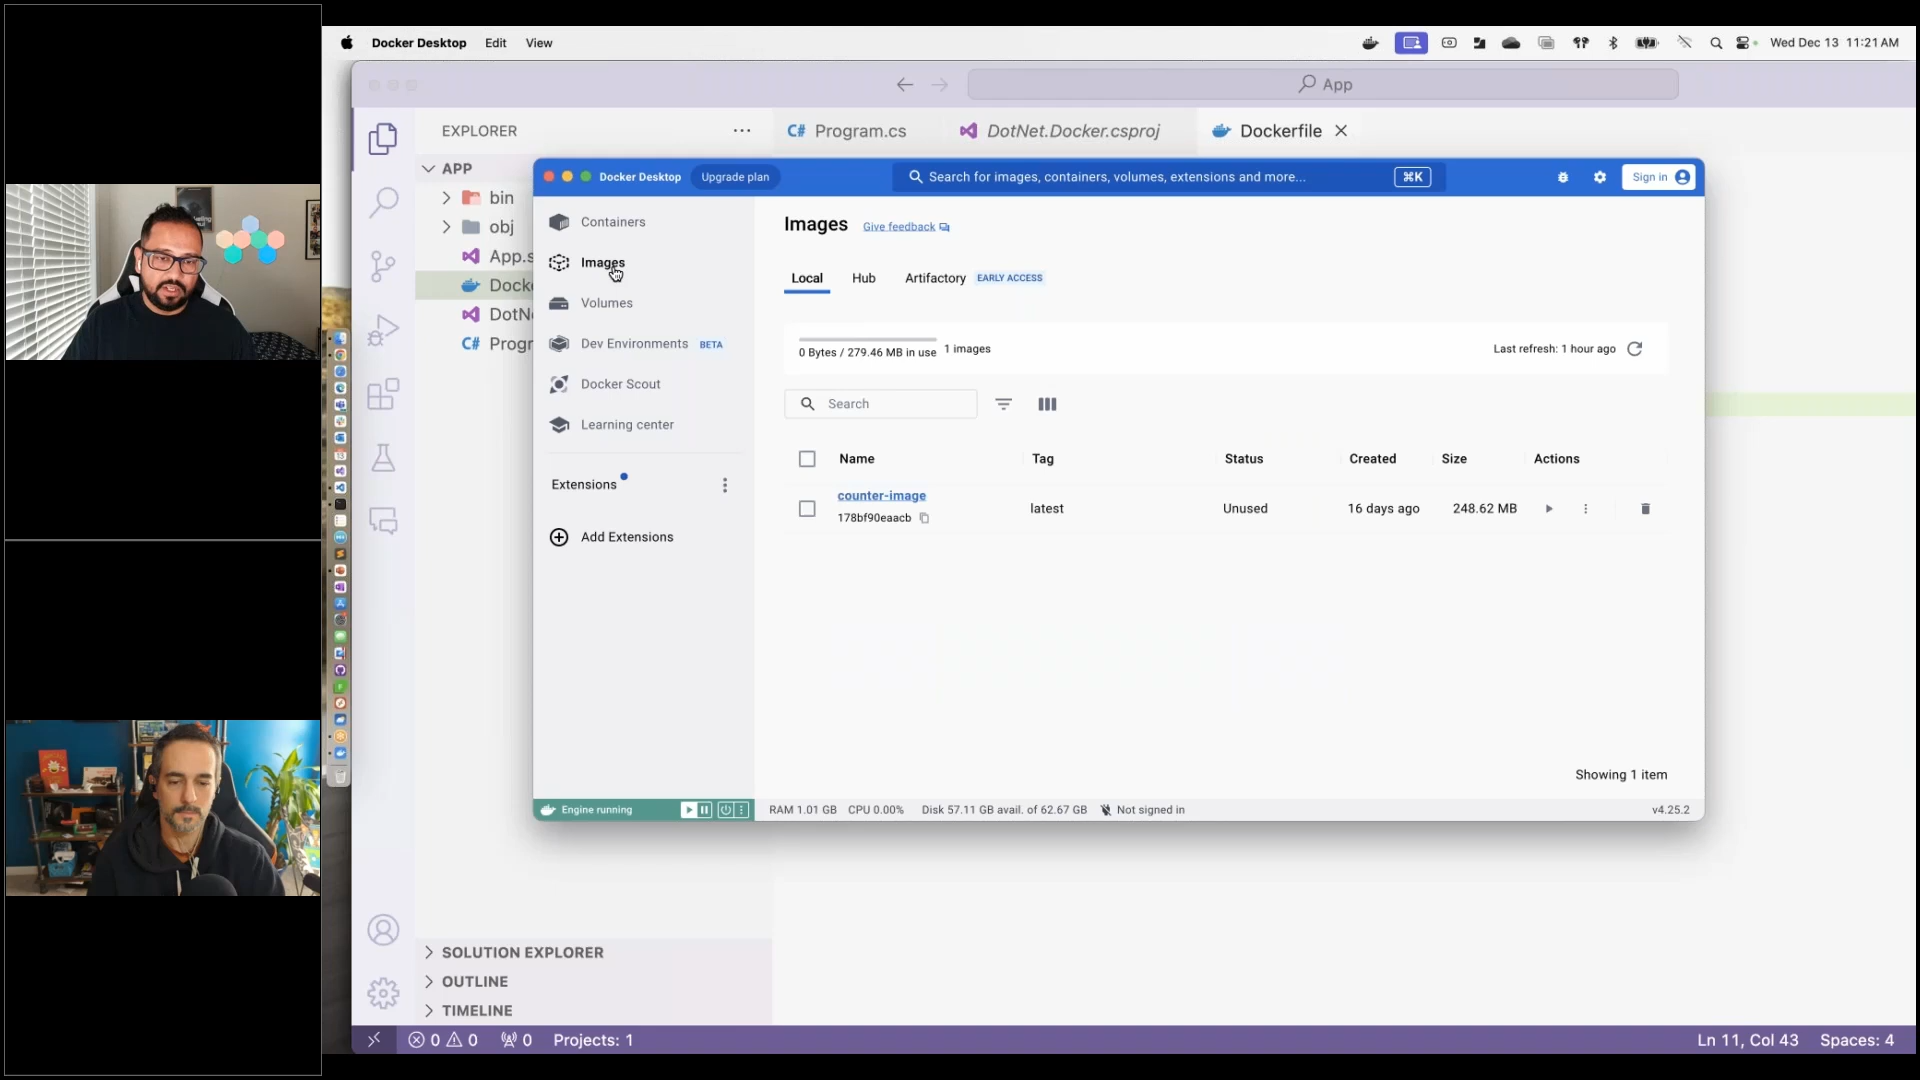 Docker Desktop Edit View
Wed Dec 13 11:21 AM
App
EXPLORER
Program.cs
DotNet.Docker.csproj
Dockerfile
APP
bin
obj
App.s
Docke
DotNe
C# Progr
Docker Desktop
Upgrade plan
Search for images, containers, volumes, extensions and more...
⌘K
Sign in
Containers
Images
Volumes
Dev Environments BETA
Docker Scout
Learning center
Extensions
Add Extensions
Images Give feedback
Local Hub Artifactory EARLY ACCESS
0 Bytes / 279.46 MB in use 1 images
Last refresh: 1 hour ago
Search
Name Tag Status Created Size Actions
counter-image
178bf90eaacb
latest Unused 16 days ago 248.62 MB
Showing 1 item
Engine running
RAM 1.01 GB CPU 0.00% Disk 57.11 GB avail. of 62.67 GB Not signed in
v4.25.2
SOLUTION EXPLORER
OUTLINE
TIMELINE
0 0 0 Projects: 1
Ln 11, Col 43 Spaces: 4